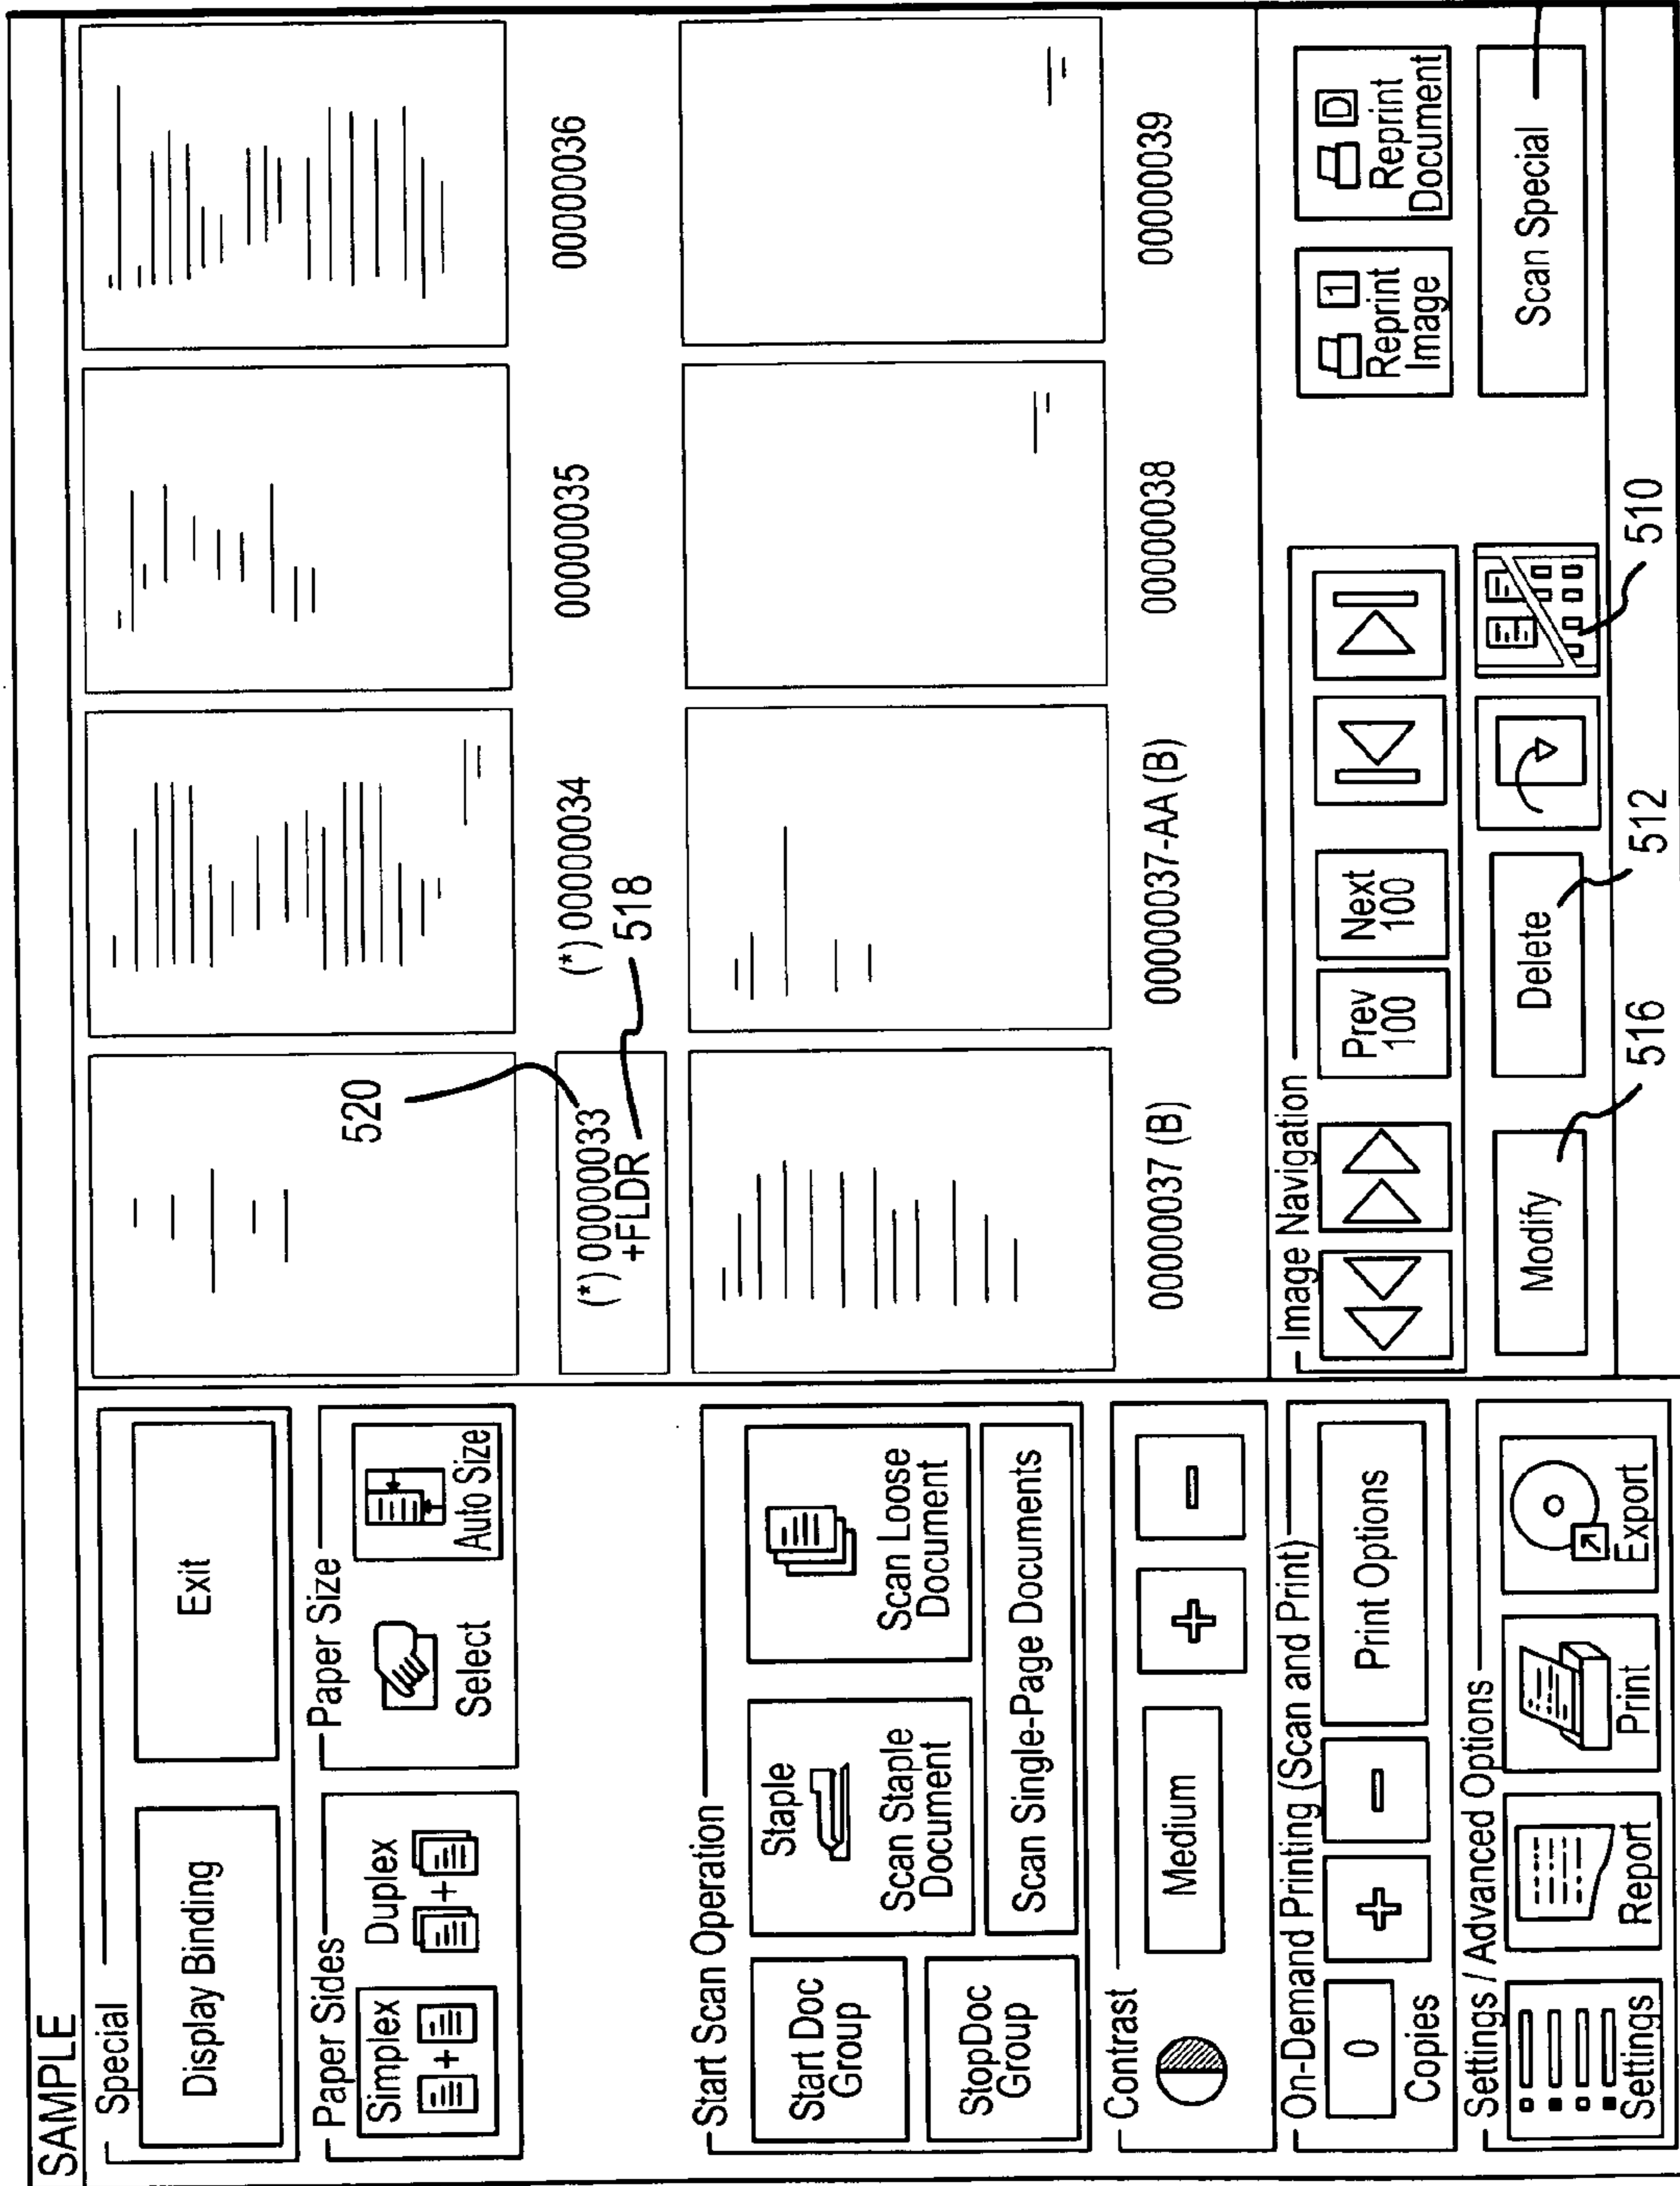 SAMPLE
Special
Display Binding
Exit
Paper Sides
Simplex
Duplex
Paper Size
Select
Auto Size
Start Scan Operation
Start Doc
Group
StopDoc
Group
Staple
Scan Staple
Document
Scan Loose
Document
Scan Single-Page Documents
Contrast
Medium
+
−
On-Demand Printing (Scan and Print)
0
Copies
+
−
Print Options
Settings / Advanced Options
Settings
Report
Print
Export
520
(*) 00000033
+FLDR
(*) 00000034
518
00000035
00000036
00000037 (B)
00000037-AA (B)
00000038
00000039
Image Navigation
Prev
100
Next
100
1
Reprint
Image
D
Reprint
Document
Modify
Delete
Scan Special
516
512
510